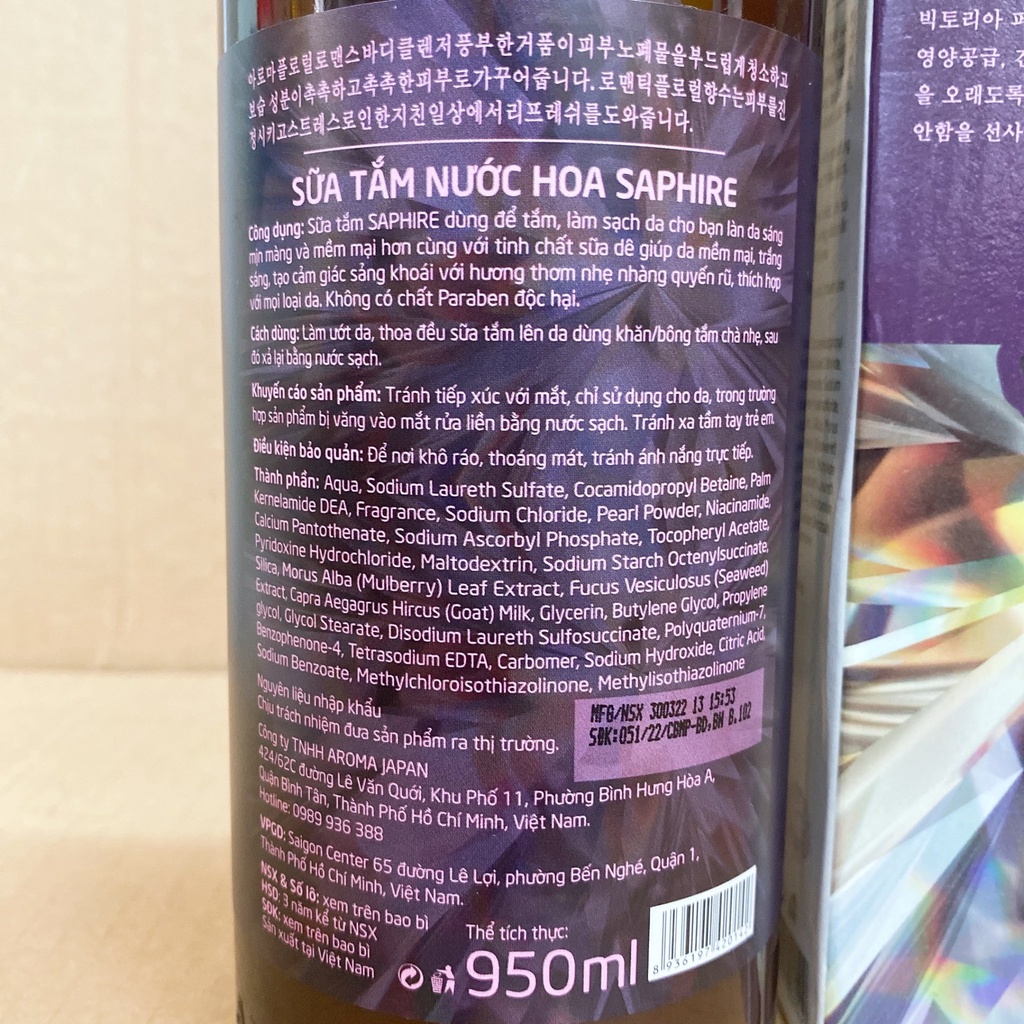 아로마플로럴로맨스바디클렌저풍부한거품이피부노폐물을부드럽게청소하고
보습 성분이촉촉하고촉촉한피부로가꾸어줍니다.로맨틱플로럴향수는피부를진
정시키고스트레스로인한지친일상에서리프레쉬를도와줍니다.
SỮA TẮM NƯỚC HOA SAPHIRE
Công dụng: Sữa tắm SAPHIRE dùng để tắm, làm sạch da cho bạn làn da sáng
mịn màng và mềm mại hơn cùng với tinh chất sữa dê giúp da mềm mại, trắng
sáng, tạo cảm giác sảng khoái với hương thơm nhẹ nhàng quyến rũ, thích hợp
với mọi loại da. Không có chất Paraben độc hại.
Cách dùng: Làm ướt da, thoa đều sữa tắm lên da dùng khăn/bông tắm chà nhẹ, sau
đó xả lại bằng nước sạch.
Khuyến cáo sản phẩm: Tránh tiếp xúc với mắt, chỉ sử dụng cho da, trong trường
hợp sản phẩm bị văng vào mắt rửa liền bằng nước sạch. Tránh xa tầm tay trẻ em.
Điều kiện bảo quản: Để nơi khô ráo, thoáng mát, tránh ánh nắng trực tiếp.
Thành phần: Aqua, Sodium Laureth Sulfate, Cocamidopropyl Betaine, Palm
Kernelamide DEA, Fragrance, Sodium Chloride, Pearl Powder, Niacinamide,
Calcium Pantothenate, Sodium Ascorbyl Phosphate, Tocopheryl Acetate,
Pyridoxine Hydrochloride, Maltodextrin, Sodium Starch Octenylsuccinate,
Silica, Morus Alba (Mulberry) Leaf Extract, Fucus Vesiculosus (Seaweed)
Extract, Capra Aegagrus Hircus (Goat) Milk, Glycerin, Butylene Glycol, Propylene
glycol, Glycol Stearate, Disodium Laureth Sulfosuccinate, Polyquaternium-7,
Benzophenone-4, Tetrasodium EDTA, Carbomer, Sodium Hydroxide, Citric Acid,
Sodium Benzoate, Methylchloroisothiazolinone, Methylisothiazolinone
Nguyên liệu nhập khẩu
Chịu trách nhiệm đưa sản phẩm ra thị trường.
MFG/NSX 300322 13 15:53
SĐK:051/22/CBMP-BD,BN B.102
Công ty TNHH AROMA JAPAN
424/62C đường Lê Văn Quới, Khu Phố 11, Phường Bình Hưng Hòa A,
Quận Bình Tân, Thành Phố Hồ Chí Minh, Việt Nam.
Hotline: 0989 936 388
VPGD: Saigon Center 65 đường Lê Lợi, phường Bến Nghé, Quận 1,
Thành Phố Hồ Chí Minh, Việt Nam.
NSX & Số lô: xem trên bao bì
HSD: 3 năm kể từ NSX
SĐK: xem trên bao bì
Sản xuất tại Việt Nam
Thể tích thực:
950ml
빅토리아
영양공급,
을 오래도록
안함을 선사